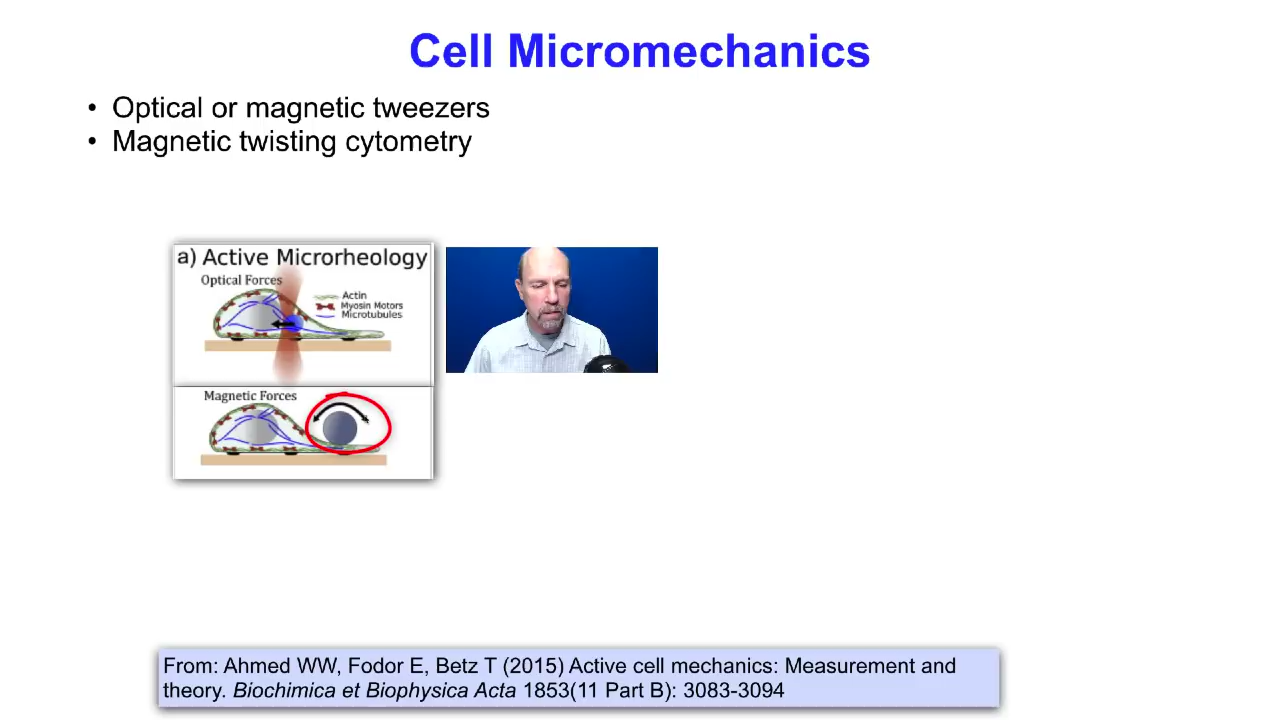 Cell Micromechanics
• Optical or magnetic tweezers
• Magnetic twisting cytometry
a) Active Microrheology
Optical Forces
Actin
Myosin Motors
Microtubules
Magnetic Forces
From: Ahmed WW, Fodor E, Betz T (2015) Active cell mechanics: Measurement and
theory. Biochimica et Biophysica Acta 1853(11 Part B): 3083-3094